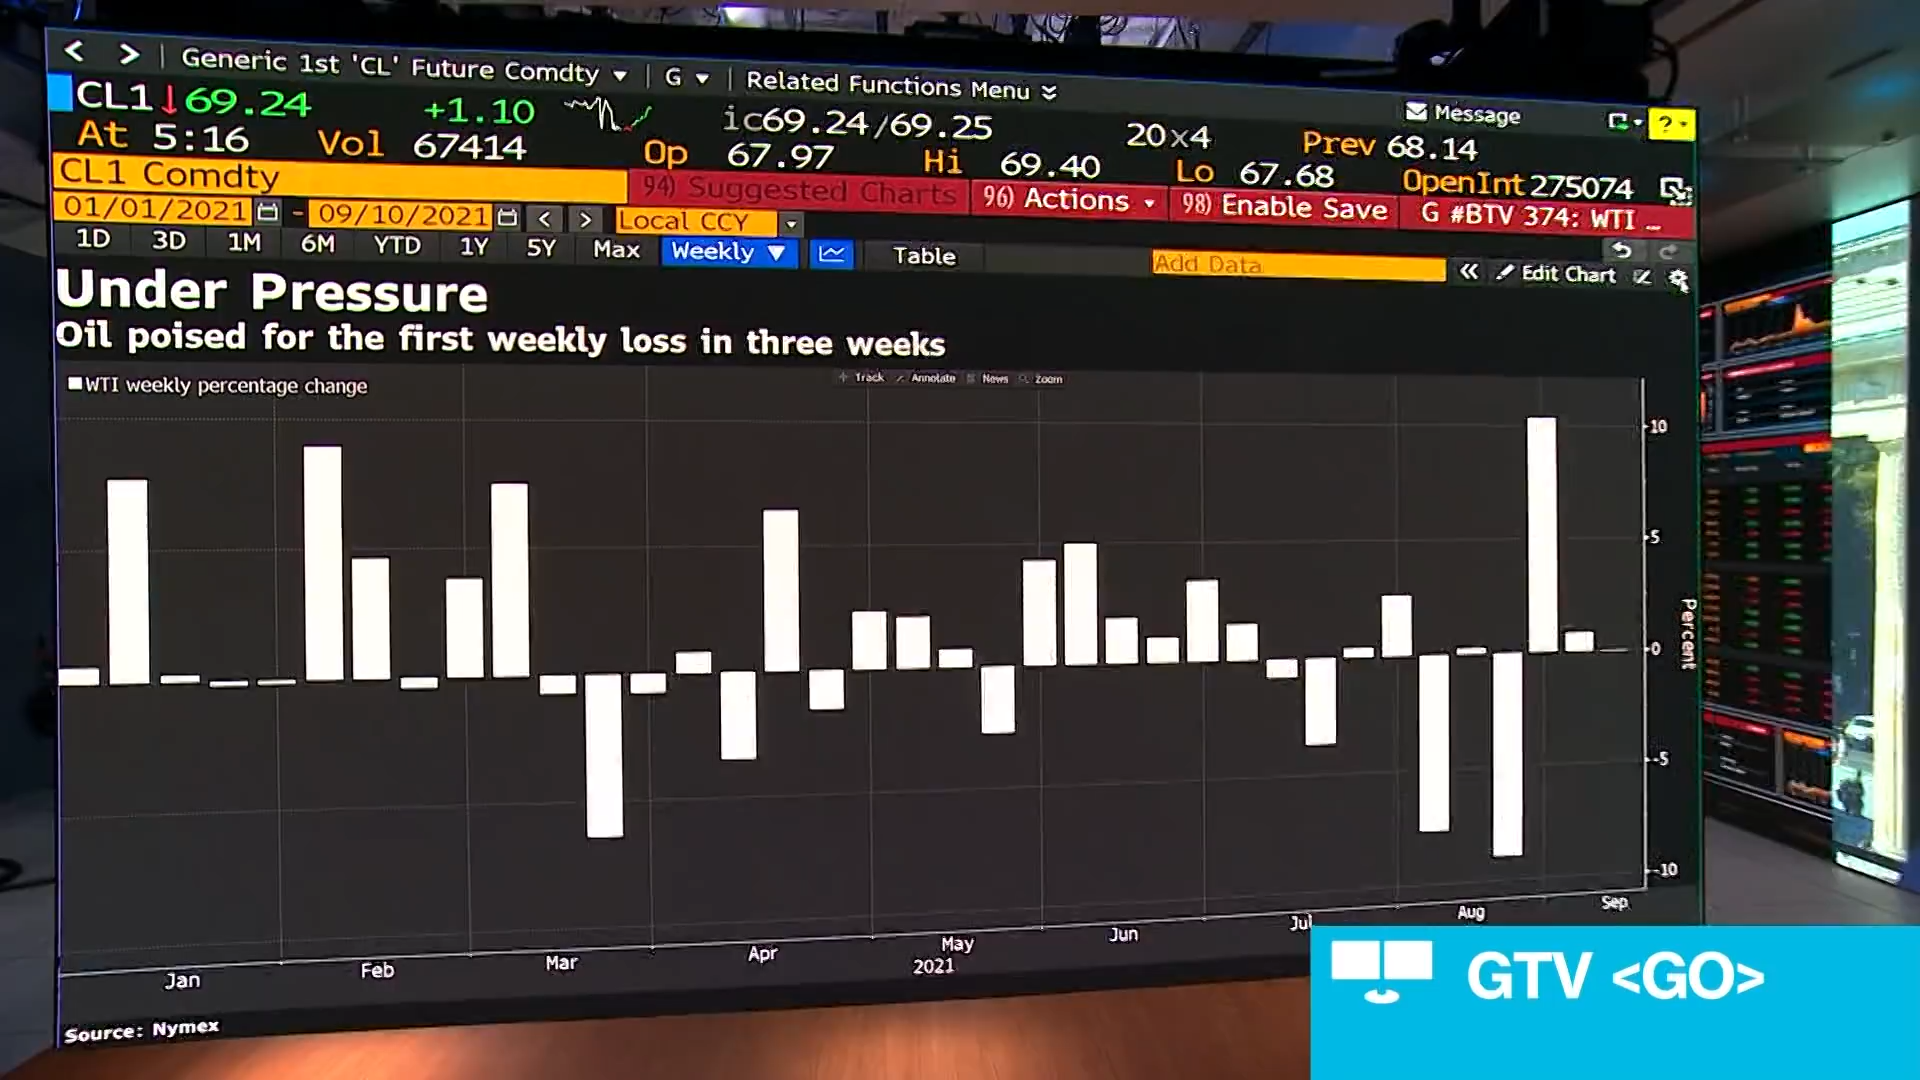 < > Generic 1st 'CL' Future Comdty G Related Functions Menu
CL1 69.24 +1.10 ic69.24/69.25 20x4 Message ?
At 5:16 Vol 67414 Op 67.97 Hi 69.40 Lo 67.68 Prev 68.14 OpenInt 275074
CL1 Comdty 94) Suggested Charts 96) Actions 98) Enable Save G #BTV 374: WTI ...
01/01/2021 - 09/10/2021 < > Local CCY
1D 3D 1M 6M YTD 1Y 5Y Max Weekly Table Add Data << Edit Chart
Under Pressure
Oil poised for the first weekly loss in three weeks
WTI weekly percentage change
Track Annotate News Zoom
10
5
0
-5
-10
Percent
Jan Feb Mar Apr May Jun Jul Aug Sep
2021
Source: Nymex
GTV <GO>